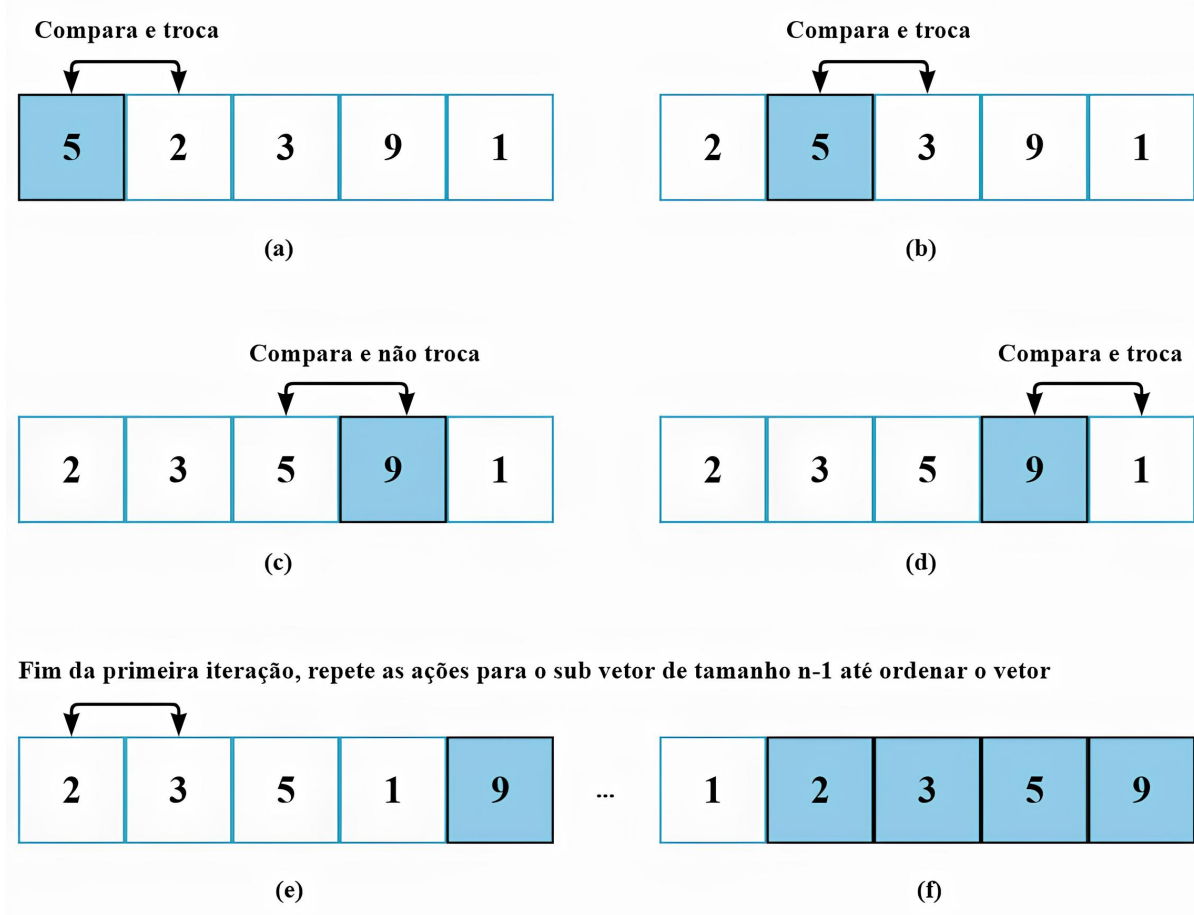 Compara e troca
Compara e troca
5 2 3 9 1
2 5 3 9 1
(a)
(b)
Compara e não troca
Compara e troca
2 3 5 9 1
2 3 5 9 1
(c)
(d)
Fim da primeira iteração, repete as ações para o sub vetor de tamanho n-1 até ordenar o vetor
2 3 5 1 9
...
1 2 3 5 9
(e)
(f)